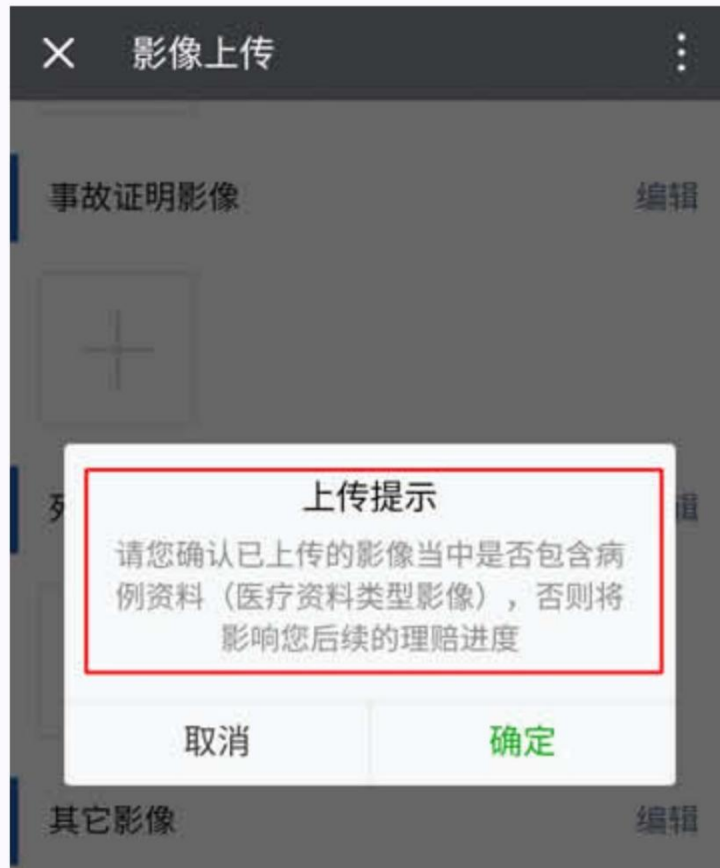 影像上传
事故证明影像 编辑
上传提示
请您确认已上传的影像当中是否包含病
例资料（医疗资料类型影像），否则将
影响您后续的理赔进度
取消 确定
其它影像 编辑